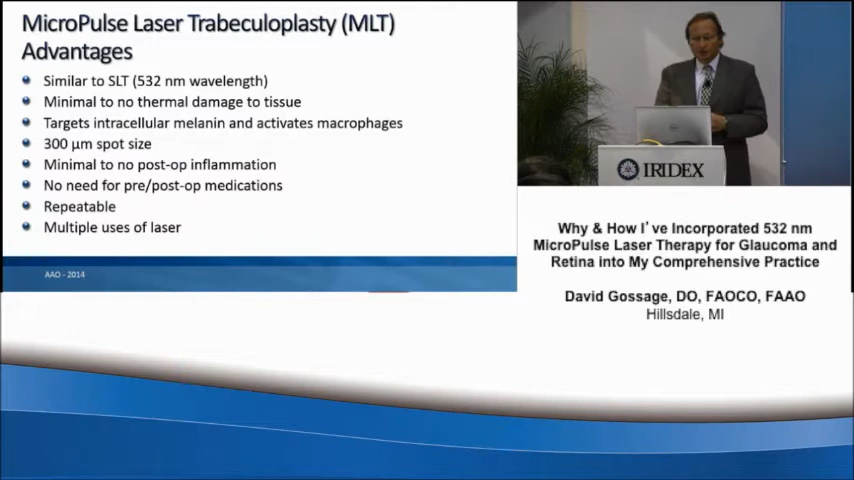 MicroPulse Laser Trabeculoplasty (MLT)
Advantages
Similar to SLT (532 nm wavelength)
Minimal to no thermal damage to tissue
Targets intracellular melanin and activates macrophages
300 μm spot size
Minimal to no post-op inflammation
No need for pre/post-op medications
Repeatable
Multiple uses of laser
AAO - 2014
IRIDEX
Why & How I've Incorporated 532 nm
MicroPulse Laser Therapy for Glaucoma and
Retina into My Comprehensive Practice
David Gossage, DO, FAOCO, FAAO
Hillsdale, MI